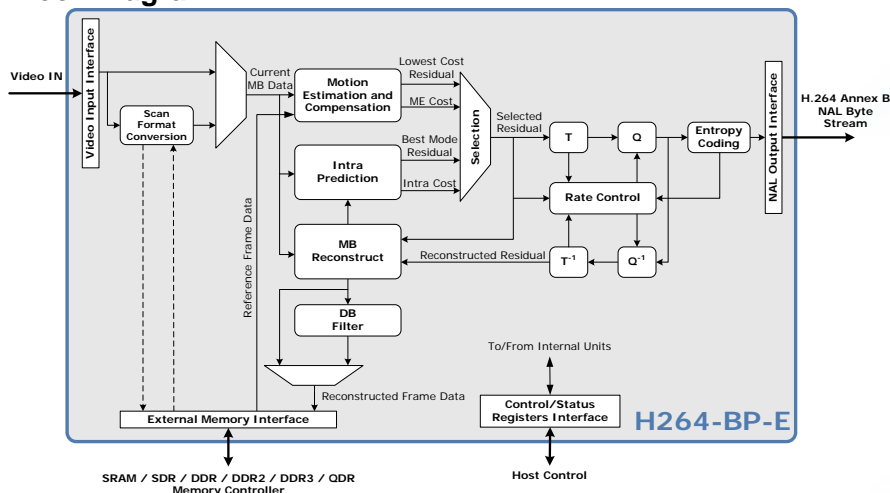 Video IN
Video Input Interface
Scan
Format
Conversion
Current
MB Data
Motion
Estimation and
Compensation
Lowest Cost
Residual
ME Cost
Best Mode
Residual
Intra Cost
Intra
Prediction
Selection
Selected
Residual
T
Q
Entropy
Coding
NAL Output Interface
H.264 Annex B
NAL Byte
Stream
Rate Control
MB
Reconstruct
Reconstructed Residual
T-1
Q-1
Reference Frame Data
DB
Filter
Reconstructed Frame Data
External Memory Interface
To/From Internal Units
Control/Status
Registers Interface
H264-BP-E
SRAM / SDR / DDR / DDR2 / DDR3 / QDR
Memory Controller
Host Control